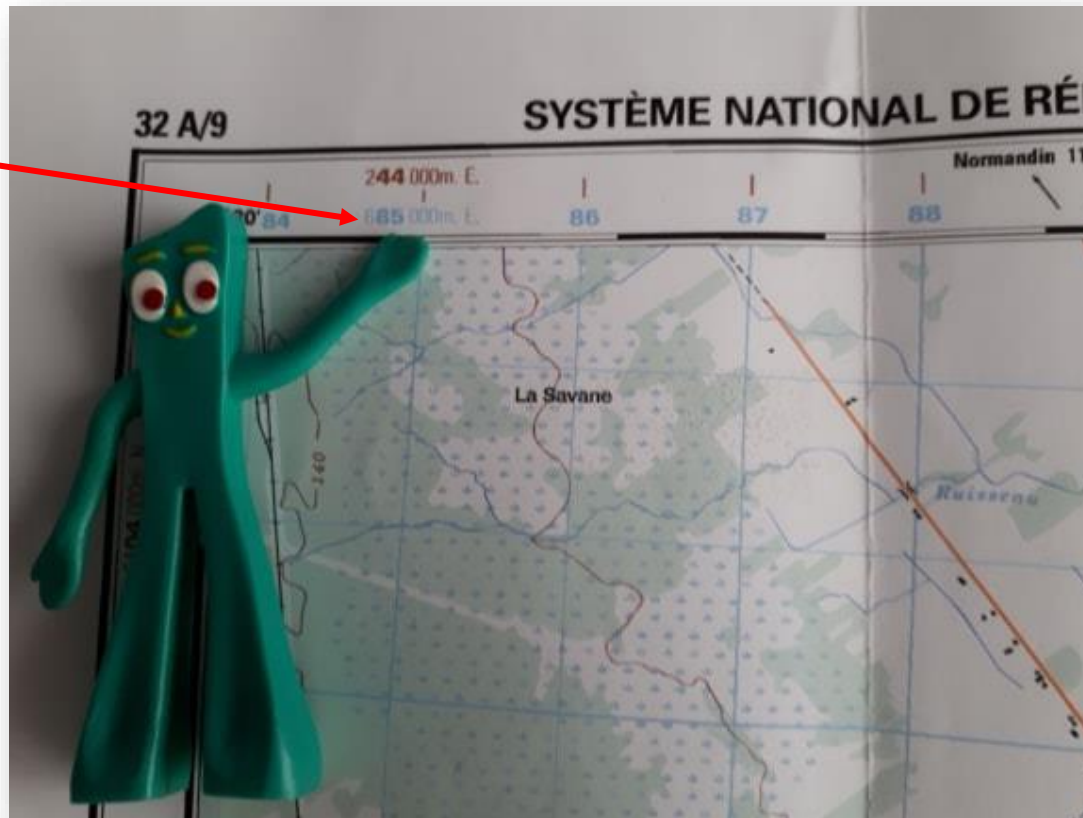 32 A/9
SYSTÈME NATIONAL DE RÉ
Normandin 11
244 000m. E.
84
685 000m. E.
86
87
88
La Savane
140
Ruisseau